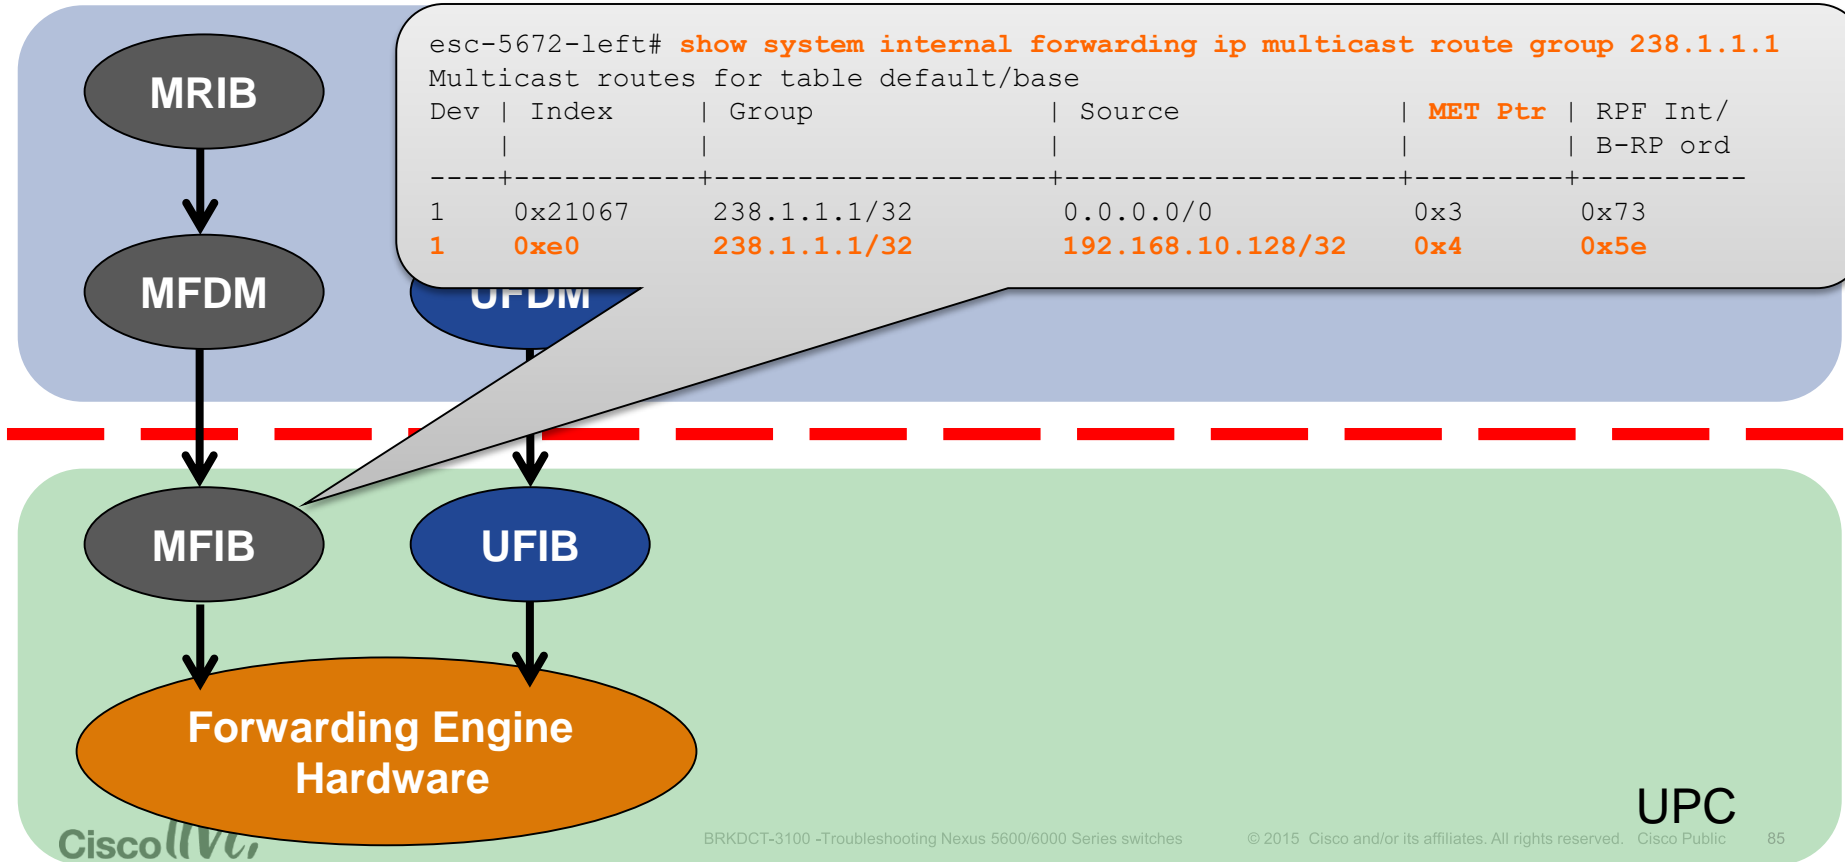 esc-5672-left# show system internal forwarding ip multicast route group 238.1.1.1
Multicast routes for table default/base
Dev | Index | Group | Source | MET Ptr | RPF Int/
| | | | | B-RP ord
----+-----------+--------------------+--------------------+---------+----------
1 0x21067 238.1.1.1/32 0.0.0.0/0 0x3 0x73
1 0xe0 238.1.1.1/32 192.168.10.128/32 0x4 0x5e
MRIB
MFDM
UFDM
MFIB
UFIB
Forwarding Engine
Hardware
UPC
Cisco live!
BRKDCT-3100 -Troubleshooting Nexus 5600/6000 Series switches
© 2015 Cisco and/or its affiliates. All rights reserved.
Cisco Public
85